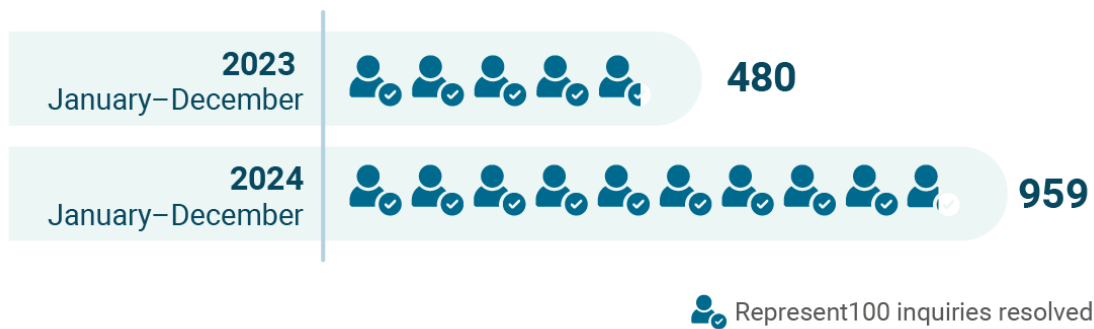 2023
January–December
480
2024
January–December
959
Represent100 inquiries resolved